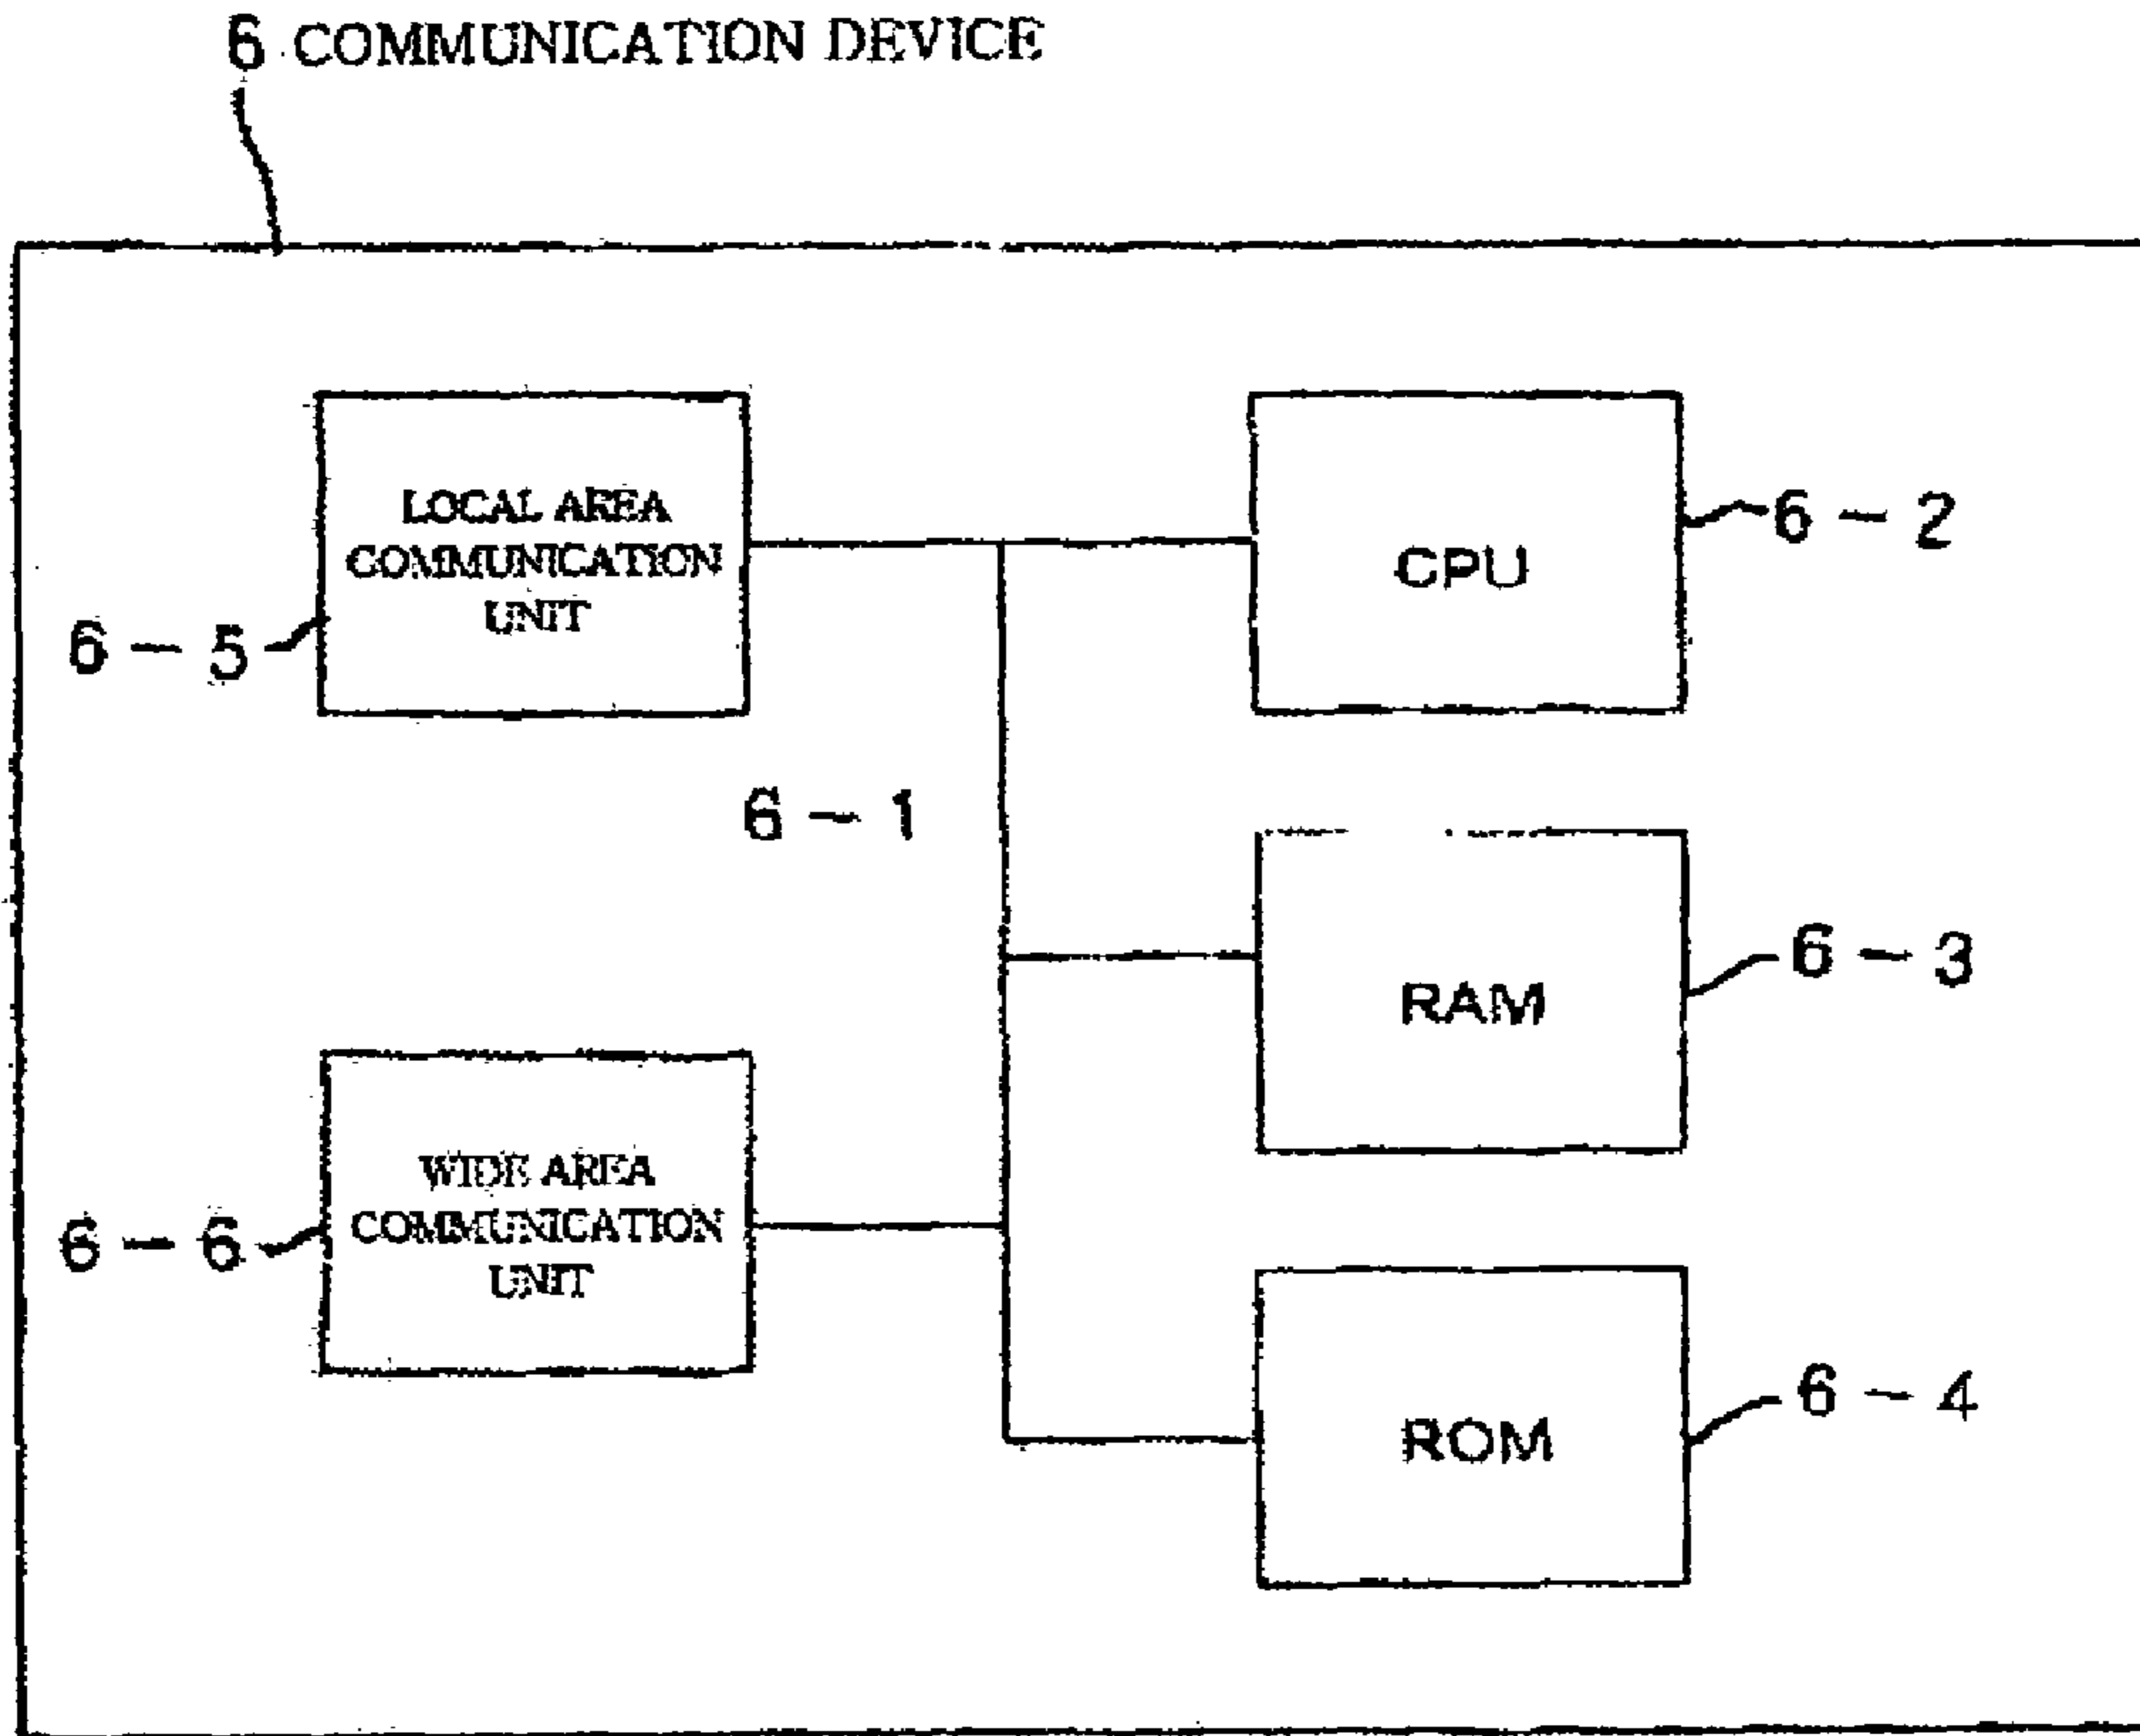 6 COMMUNICATION DEVICE
LOCAL AREA
COMMUNICATION
UNIT
6-5
CPU
6-2
6-1
RAM
6-3
WIDE AREA
COMMUNICATION
UNIT
6-6
ROM
6-4